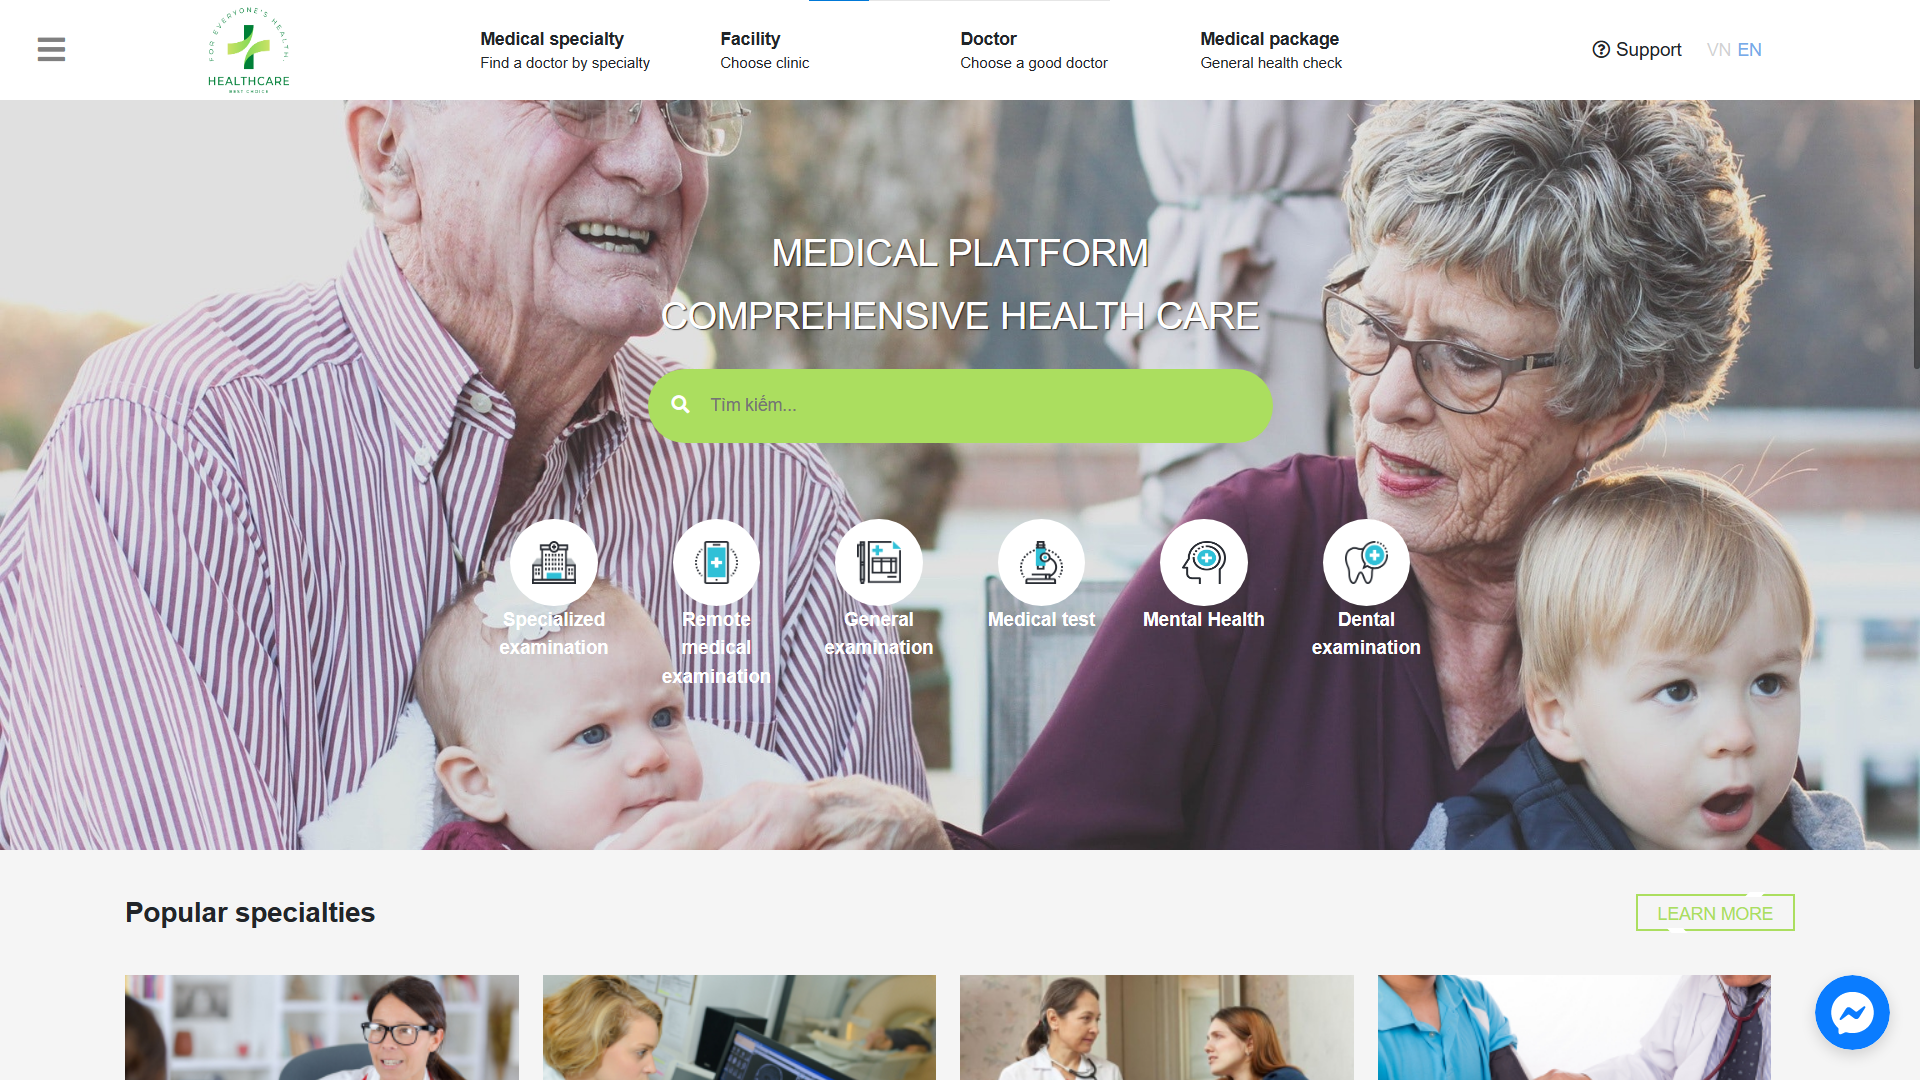 FOR EVERYONE'S HEALTH.
HEALTHCARE
BEST CHOICE
Medical specialty
Find a doctor by specialty
Facility
Choose clinic
Doctor
Choose a good doctor
Medical package
General health check
Support
VN EN
MEDICAL PLATFORM
COMPREHENSIVE HEALTH CARE
Tìm kiếm...
Specialized
examination
Remote
medical
examination
General
examination
Medical test
Mental Health
Dental
examination
Popular specialties
LEARN MORE